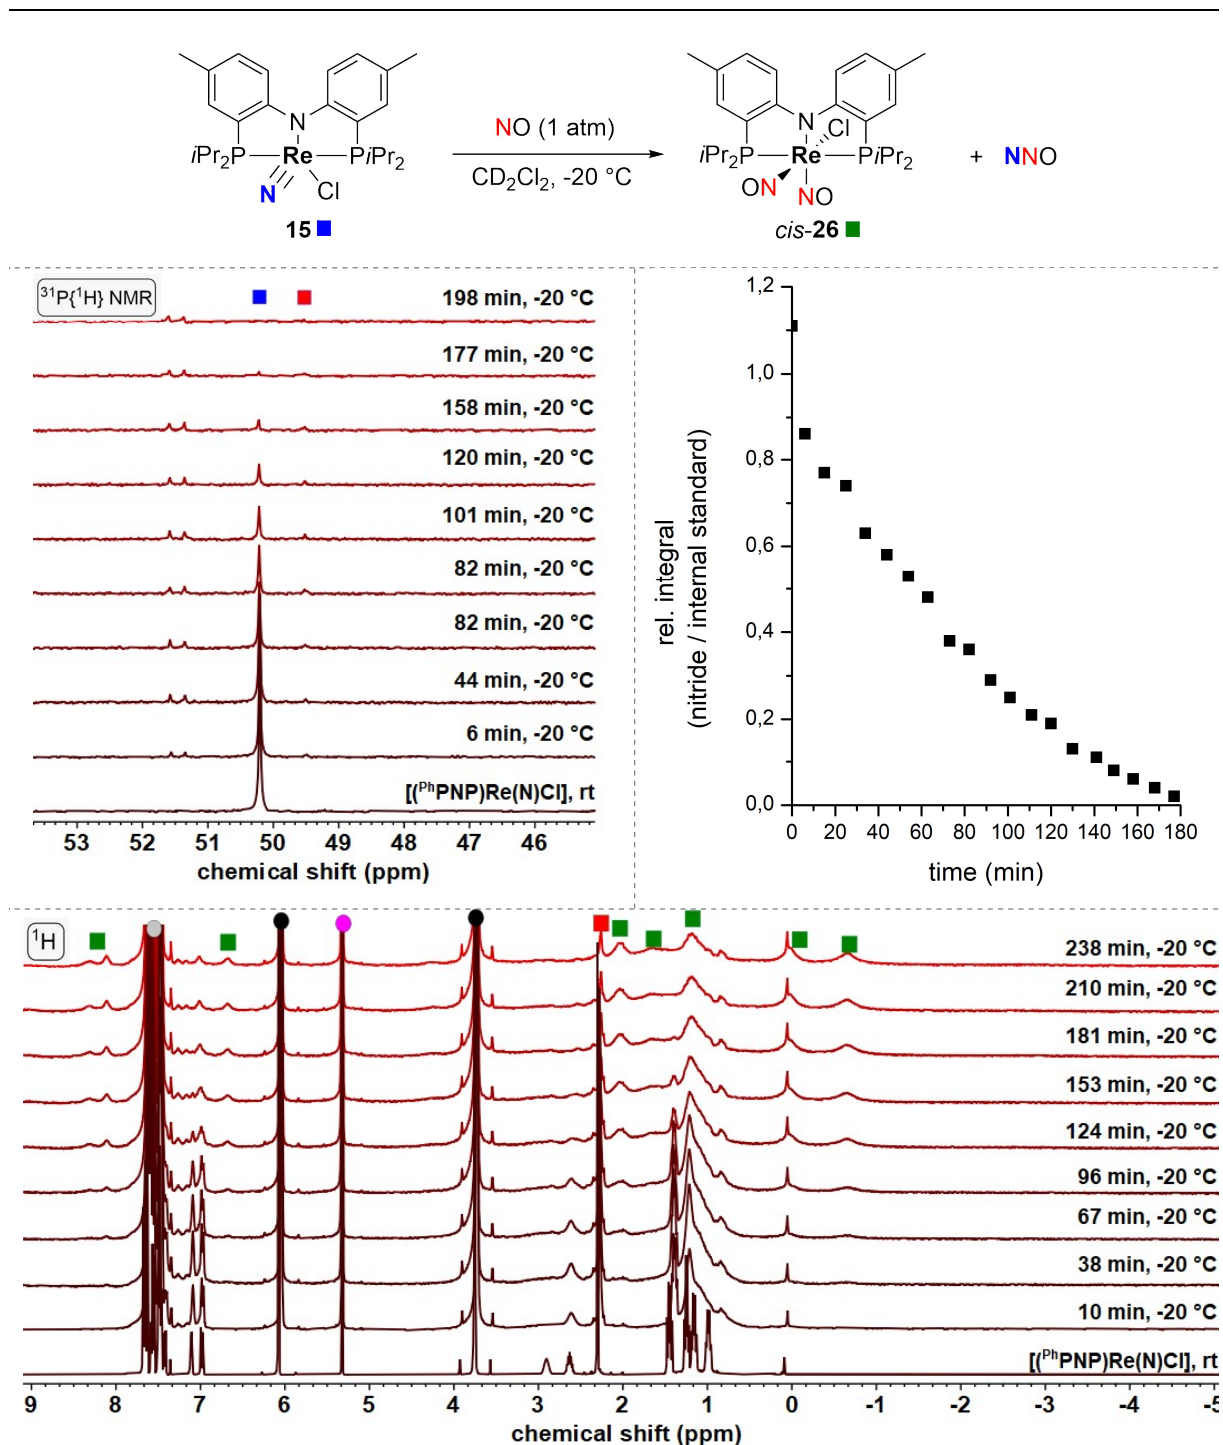 N
iPr2P
Re
PiPr2
N
Cl
15
NO (1 atm)
CD2Cl2, -20 °C
N
Cl
iPr2P
Re
PiPr2
ON
NO
cis-26
+ NNO
31P{1H} NMR
198 min, -20 °C
177 min, -20 °C
158 min, -20 °C
120 min, -20 °C
101 min, -20 °C
82 min, -20 °C
82 min, -20 °C
44 min, -20 °C
6 min, -20 °C
[(PhPNP)Re(N)Cl], rt
53 52 51 50 49 48 47 46
chemical shift (ppm)
rel. integral
(nitride / internal standard)
1,2
1,0
0,8
0,6
0,4
0,2
0,0
0 20 40 60 80 100 120 140 160 180
time (min)
1H
238 min, -20 °C
210 min, -20 °C
181 min, -20 °C
153 min, -20 °C
124 min, -20 °C
96 min, -20 °C
67 min, -20 °C
38 min, -20 °C
10 min, -20 °C
[(PhPNP)Re(N)Cl], rt
9 8 7 6 5 4 3 2 1 0 -1 -2 -3 -4 -5
chemical shift (ppm)